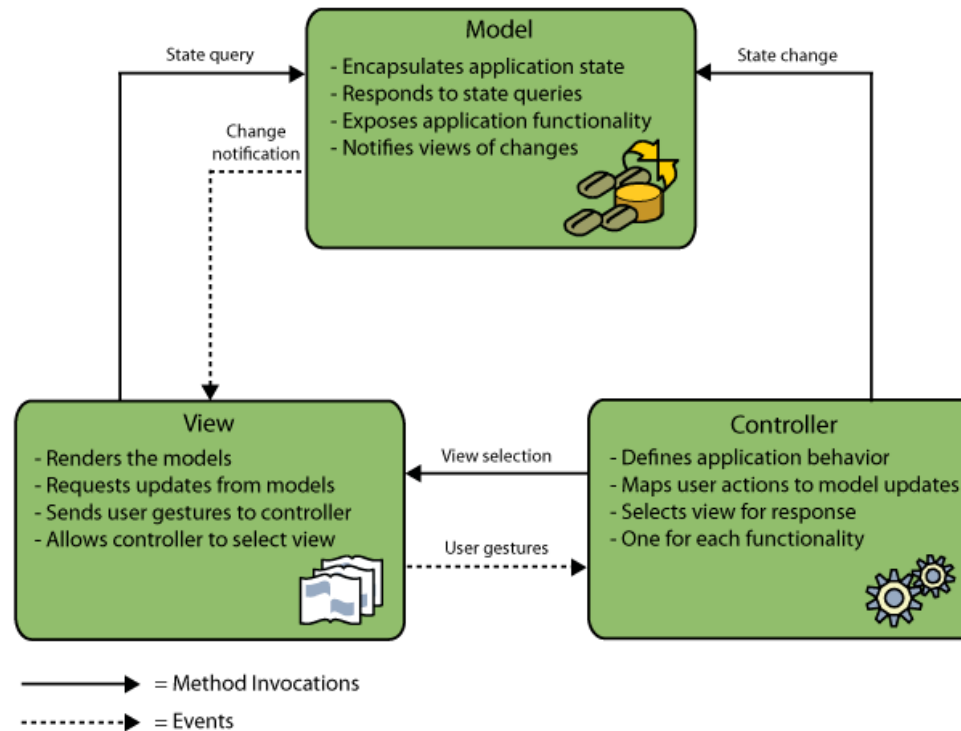 Model
- Encapsulates application state
- Responds to state queries
- Exposes application functionality
- Notifies views of changes
State query
State change
Change
notification
View
- Renders the models
- Requests updates from models
- Sends user gestures to controller
- Allows controller to select view
View selection
User gestures
Controller
- Defines application behavior
- Maps user actions to model updates
- Selects view for response
- One for each functionality
= Method Invocations
= Events